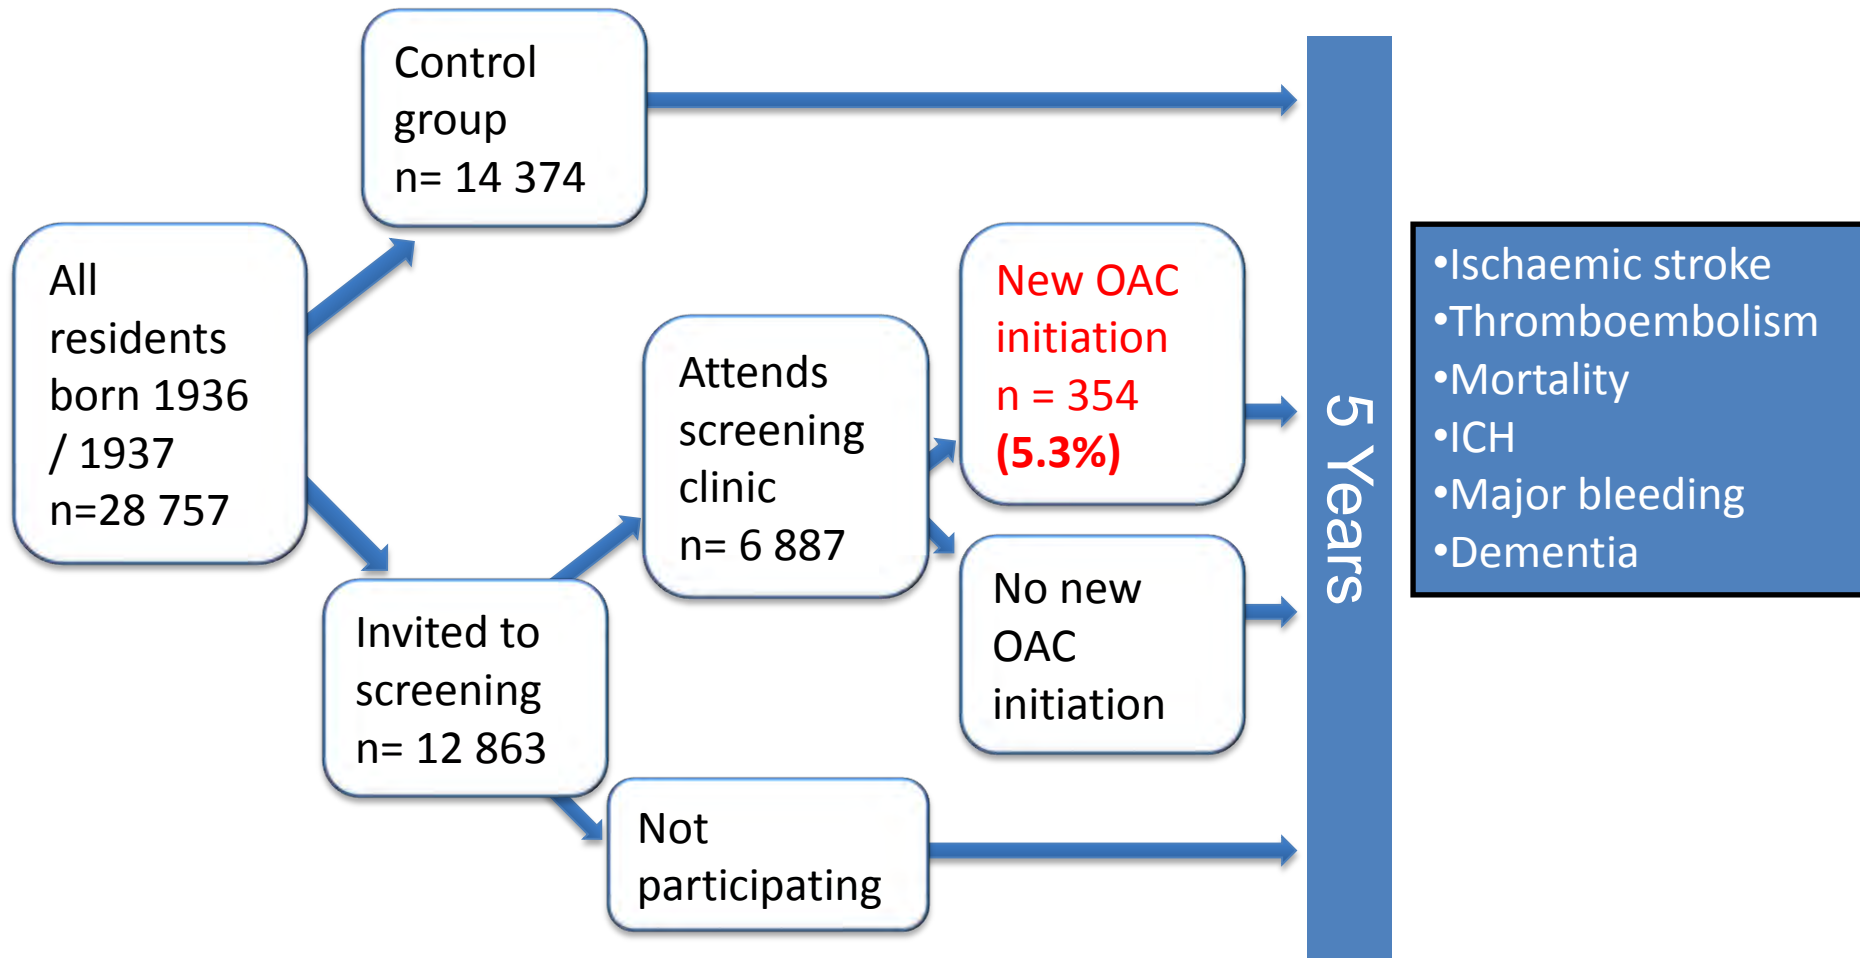 Control
group
n= 14 374
All
residents
born 1936
/ 1937
n=28 757
Invited to
screening
n= 12 863
Attends
screening
clinic
n= 6 887
Not
participating
New OAC
initiation
n = 354
(5.3%)
No new
OAC
initiation
5 Years
•Ischaemic stroke
•Thromboembolism
•Mortality
•ICH
•Major bleeding
•Dementia